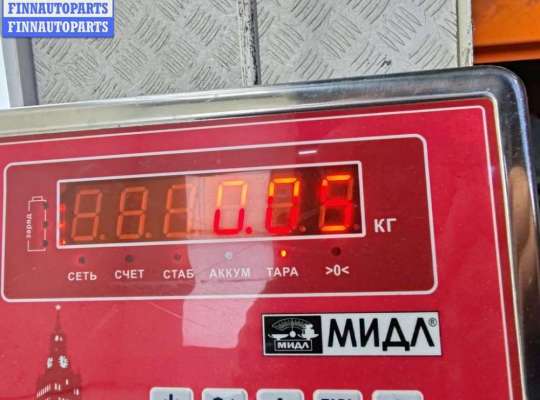 FINNAUTOPARTS
FINNAUTOPARTS
заряд
0.05
КГ
СЕТЬ СЧЕТ СТАБ АККУМ ТАРА >0<
МИДЛ МИДЛ®